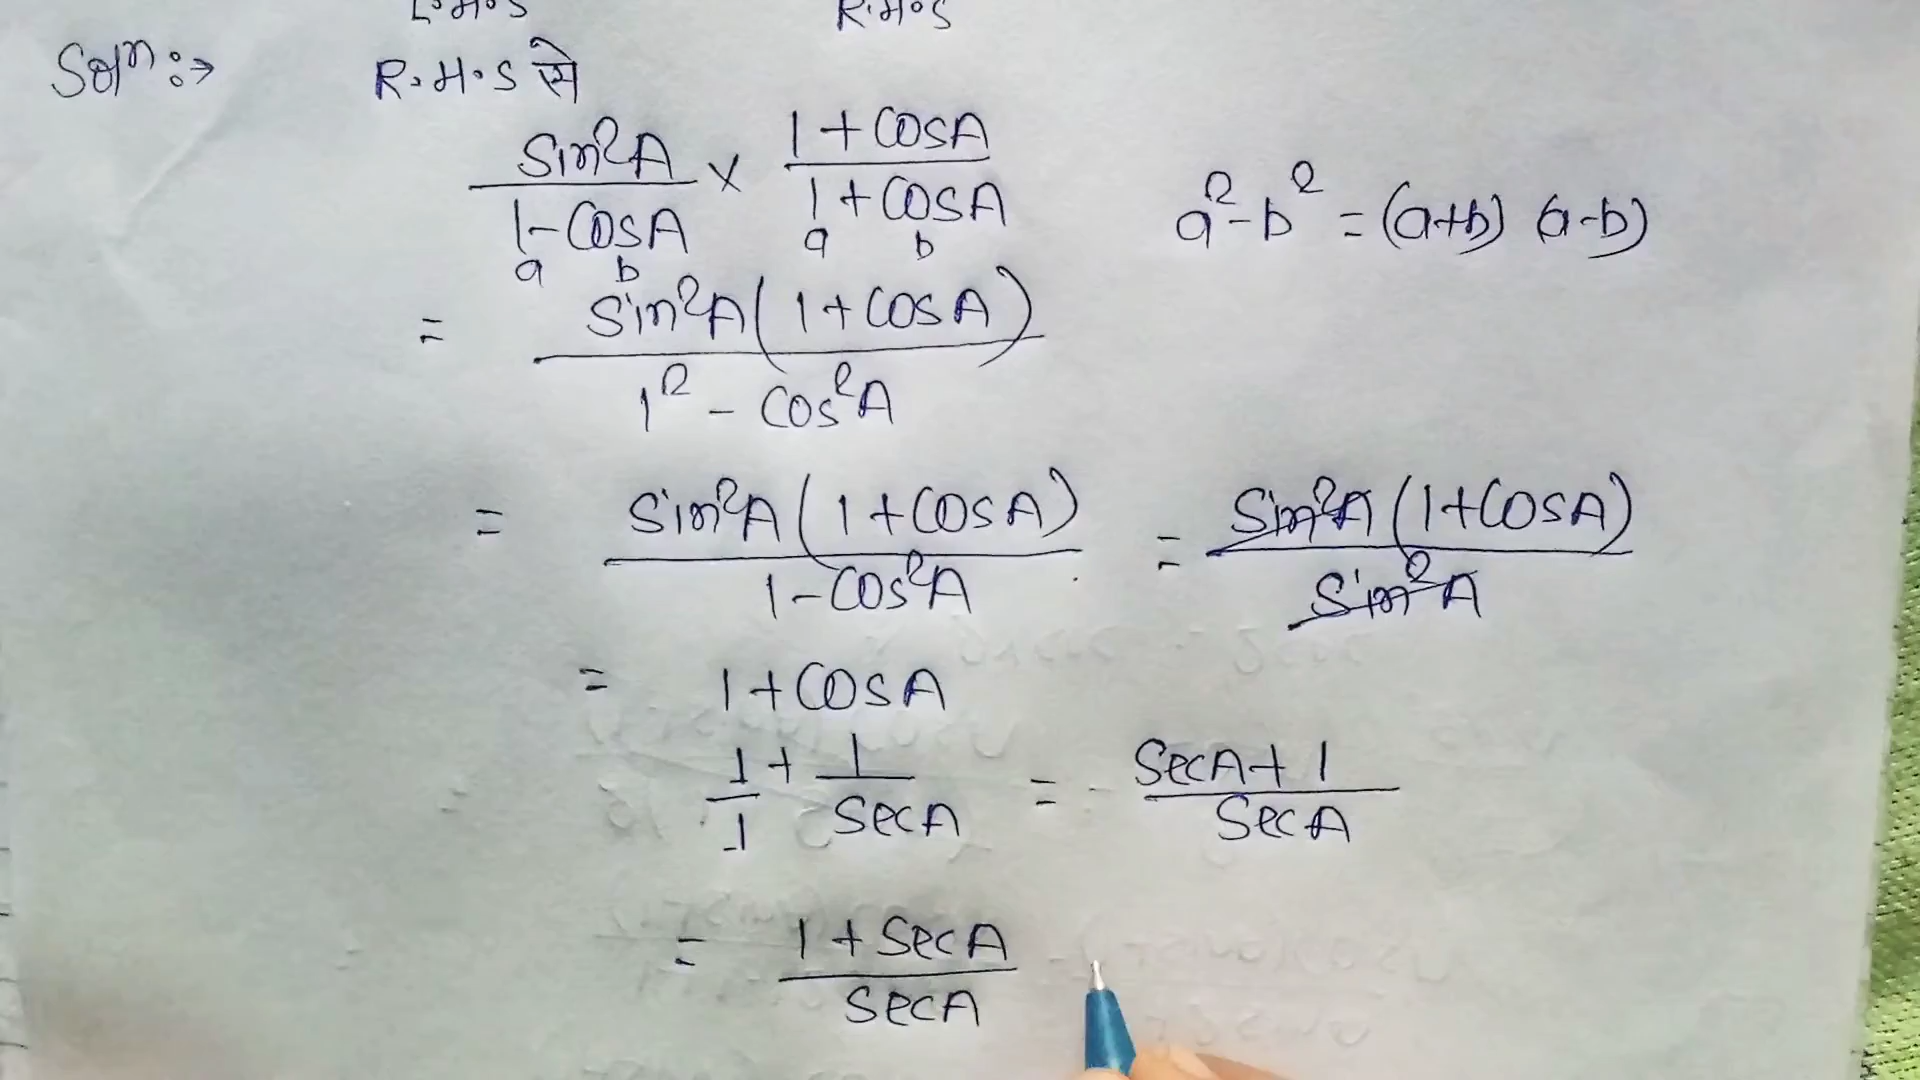 L.H.S R.H.S
Soln :→ R.H.S से
sin²A / 1-cosA × 1+cosA / 1+cosA a²-b² = (a+b) (a-b)
a b a b
= sin²A(1+cosA) / 1² - cos²A
= sin²A(1+cosA) / 1-cos²A = sin²A(1+cosA) / sin²A
= 1+cosA
1/1 + 1/secA = secA+1 / secA
= 1+secA / secA